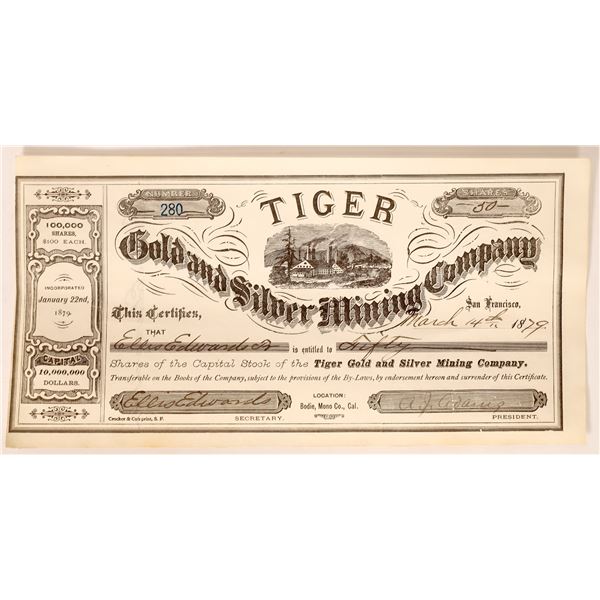 NUMBER
280
SHARES
50
TIGER
Gold and Silver Mining Company
100,000
SHARES,
$100 EACH.
INCORPORATED
January 22nd,
1879.
CAPITAL
10,000,000
DOLLARS.
San Francisco,
March 14th, 1879
This Certifies,
THAT
Ellis Edwards is entitled to Fifty
Shares of the Capital Stock of the Tiger Gold and Silver Mining Company.
Transferable on the Books of the Company, subject to the provisions of the By-Laws, by endorsement hereon and surrender of this Certificate.
Ellis Edwards
SECRETARY.
LOCATION:
Bodie, Mono Co., Cal.
A.J.
PRESIDENT.
Crocker & Co's print, S. F.